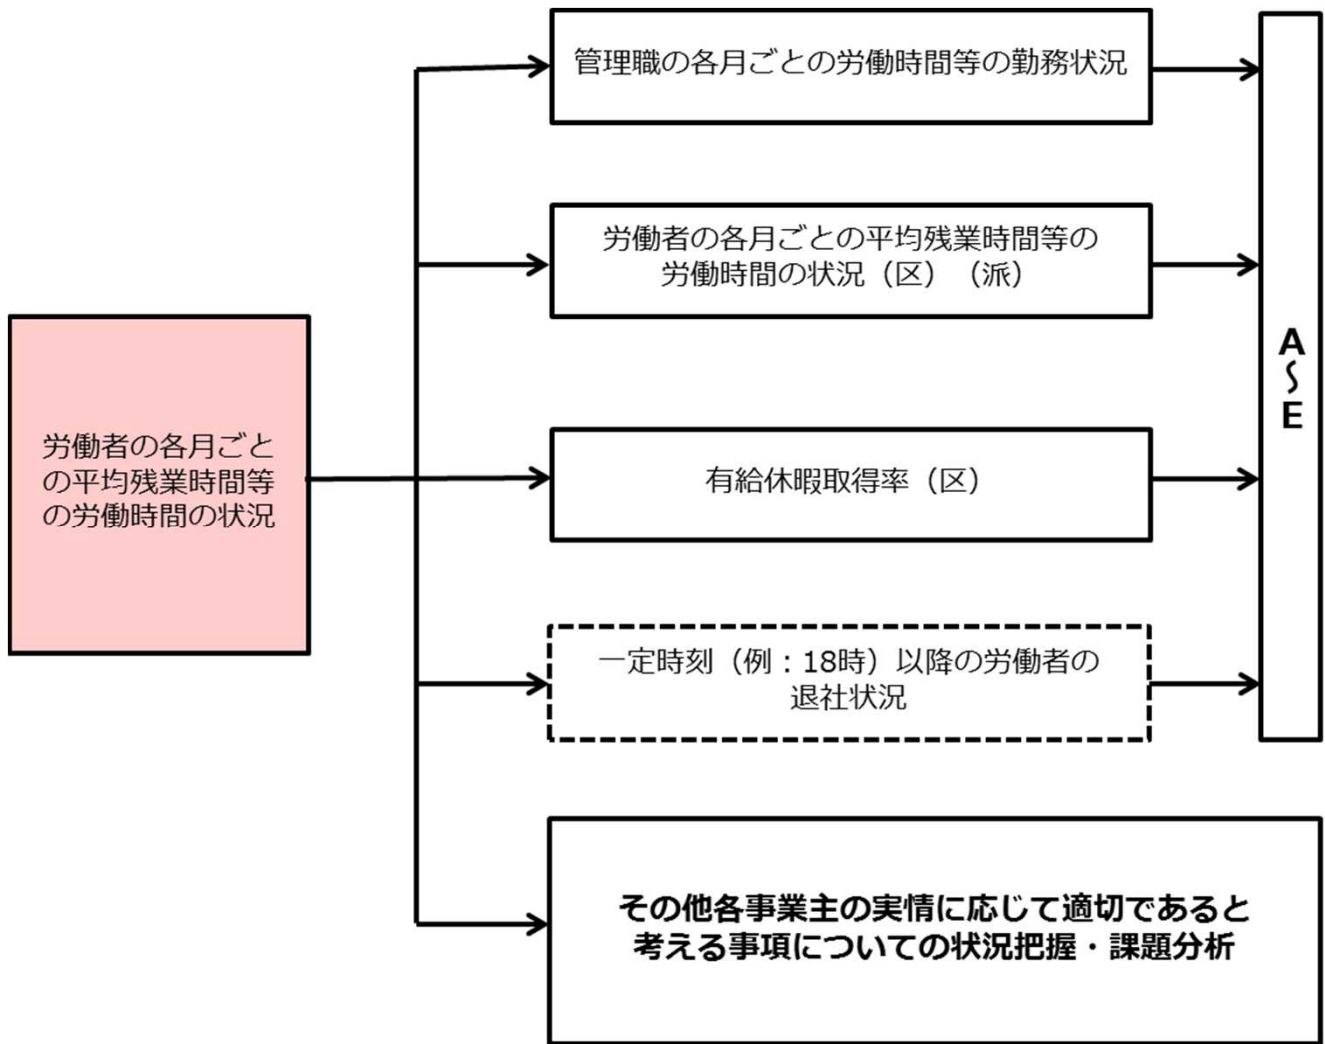 管理職の各月ごとの労働時間等の勤務状況
労働者の各月ごとの平均残業時間等の
労働時間の状況（区）（派）
労働者の各月ごと
の平均残業時間等
の労働時間の状況
有給休暇取得率（区）
一定時刻（例：18時）以降の労働者の
退社状況
A
～
E
その他各事業主の実情に応じて適切であると
考える事項についての状況把握・課題分析